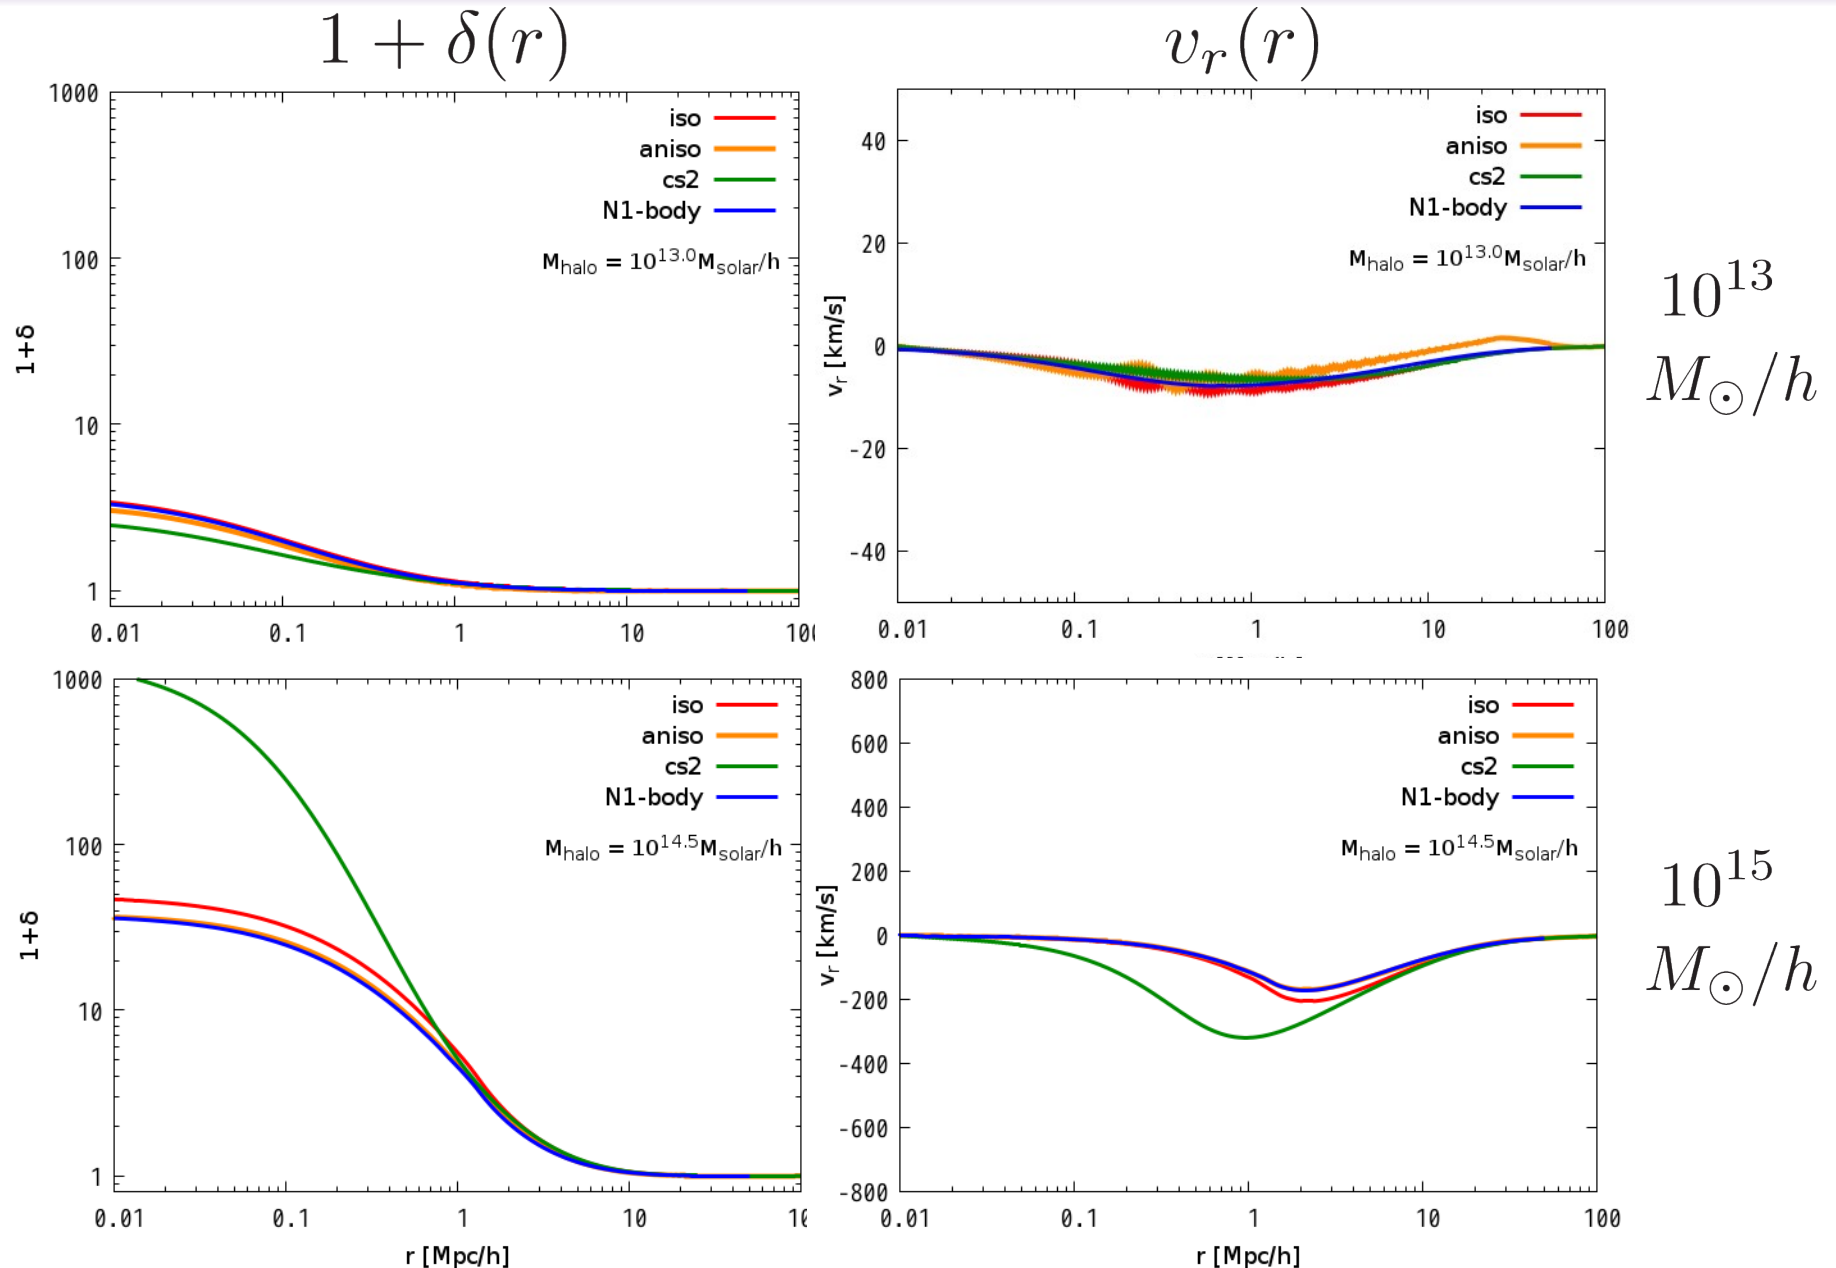 1 + δ(r)
v_r(r)
1000
100
10
1
1+δ
iso
aniso
cs2
N1-body
M_halo = 10^13.0 M_solar/h
0.01 0.1 1 10
40
20
0
-20
-40
v_r [km/s]
iso
aniso
cs2
N1-body
M_halo = 10^13.0 M_solar/h
0.01 0.1 1 10 100
10^13
M_⊙/h
1000
100
10
1
1+δ
iso
aniso
cs2
N1-body
M_halo = 10^14.5 M_solar/h
0.01 0.1 1 10
r [Mpc/h]
800
600
400
200
0
-200
-400
-600
-800
v_r [km/s]
iso
aniso
cs2
N1-body
M_halo = 10^14.5 M_solar/h
0.01 0.1 1 10 100
r [Mpc/h]
10^15
M_⊙/h